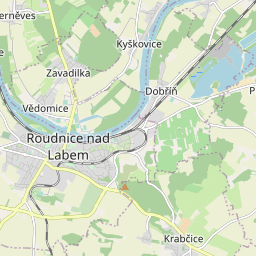 erněves
Kyškovice
Zavadilka
Dobříň
P
Vědomice
e
Roudnice nad
Labem
Krabčice